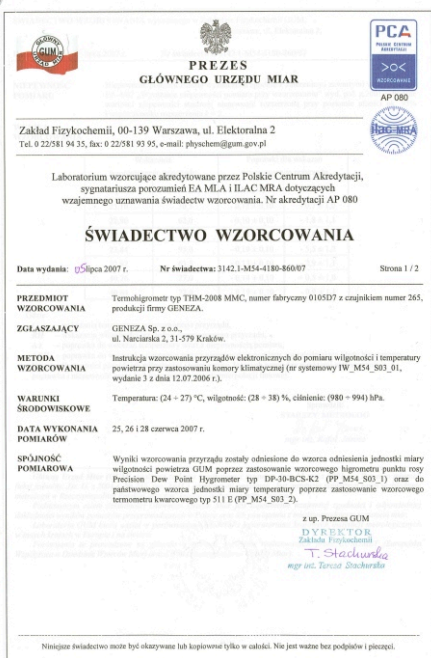 GŁÓWNY
GUM
URZĄD MIAR
PCA
POLSKIE CENTRUM
AKREDYTACJI
WZORCOWANIE
AP 080
ilac-MRA
PREZES
GŁÓWNEGO URZĘDU MIAR
Zakład Fizykochemii, 00-139 Warszawa, ul. Elektoralna 2
Tel. 0 22/581 94 35, fax: 0 22/581 93 95, e-mail: physchem@gum.gov.pl
Laboratorium wzorcujące akredytowane przez Polskie Centrum Akredytacji,
sygnatariusza porozumień EA MLA i ILAC MRA dotyczących
wzajemnego uznawania świadectw wzorcowania. Nr akredytacji AP 080
ŚWIADECTWO WZORCOWANIA
Data wydania: 05 lipca 2007 r. Nr świadectwa: 3142.1-M54-4180-860/07 Strona 1 / 2
PRZEDMIOT WZORCOWANIA
Termohigrometr typ THM-2008 MMC, numer fabryczny 0105D7 z czujnikiem numer 265,
produkcji firmy GENEZA.
ZGŁASZAJĄCY
GENEZA Sp. z o.o.,
ul. Narciarska 2, 31-579 Kraków.
METODA WZORCOWANIA
Instrukcja wzorcowania przyrządów elektronicznych do pomiaru wilgotności i temperatury
powietrza przy zastosowaniu komory klimatycznej (nr systemowy IW_M54_S03_01,
wydanie 3 z dnia 12.07.2006 r.).
WARUNKI ŚRODOWISKOWE
Temperatura: (24 ÷ 27) °C, wilgotność: (28 ÷ 38) %, ciśnienie: (980 ÷ 994) hPa.
DATA WYKONANIA POMIARÓW
25, 26 i 28 czerwca 2007 r.
SPÓJNOŚĆ POMIAROWA
Wyniki wzorcowania przyrządu zostały odniesione do wzorca odniesienia jednostki miary
wilgotności powietrza GUM poprzez zastosowanie wzorcowego higrometru punktu rosy
Precision Dew Point Hygrometer typ DP-30-BCS-K2 (PP_M54_S03_1) oraz do
państwowego wzorca jednostki miary temperatury poprzez zastosowanie wzorcowego
termometru kwarcowego typ 511 E (PP_M54_S03_2).
z up. Prezesa GUM
DYREKTOR
Zakładu Fizykochemii
T. Stachurska
mgr inż. Teresa Stachurska
Niniejsze świadectwo może być okazywane lub kopiowane tylko w całości. Nie jest ważne bez podpisów i pieczęci.